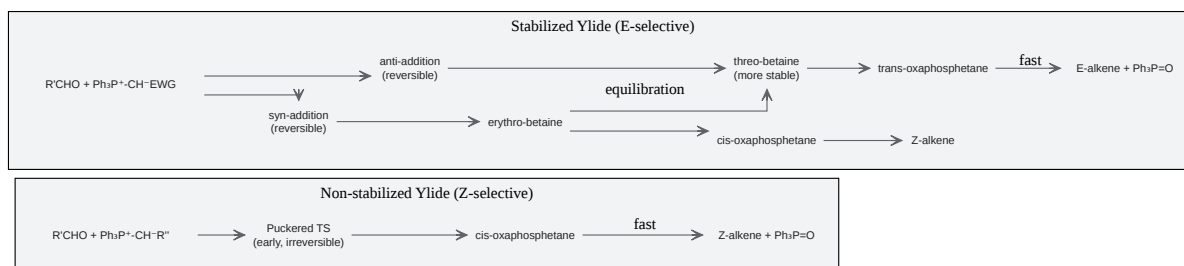 Stabilized Ylide (E-selective)
R'CHO + Ph₃P⁺-CH⁻EWG
anti-addition
(reversible)
threo-betaine
(more stable)
trans-oxaphosphetane
fast
E-alkene + Ph₃P=O
equilibration
syn-addition
(reversible)
erythro-betaine
cis-oxaphosphetane
Z-alkene
Non-stabilized Ylide (Z-selective)
R'CHO + Ph₃P⁺-CH⁻R"
Puckered TS
(early, irreversible)
cis-oxaphosphetane
fast
Z-alkene + Ph₃P=O